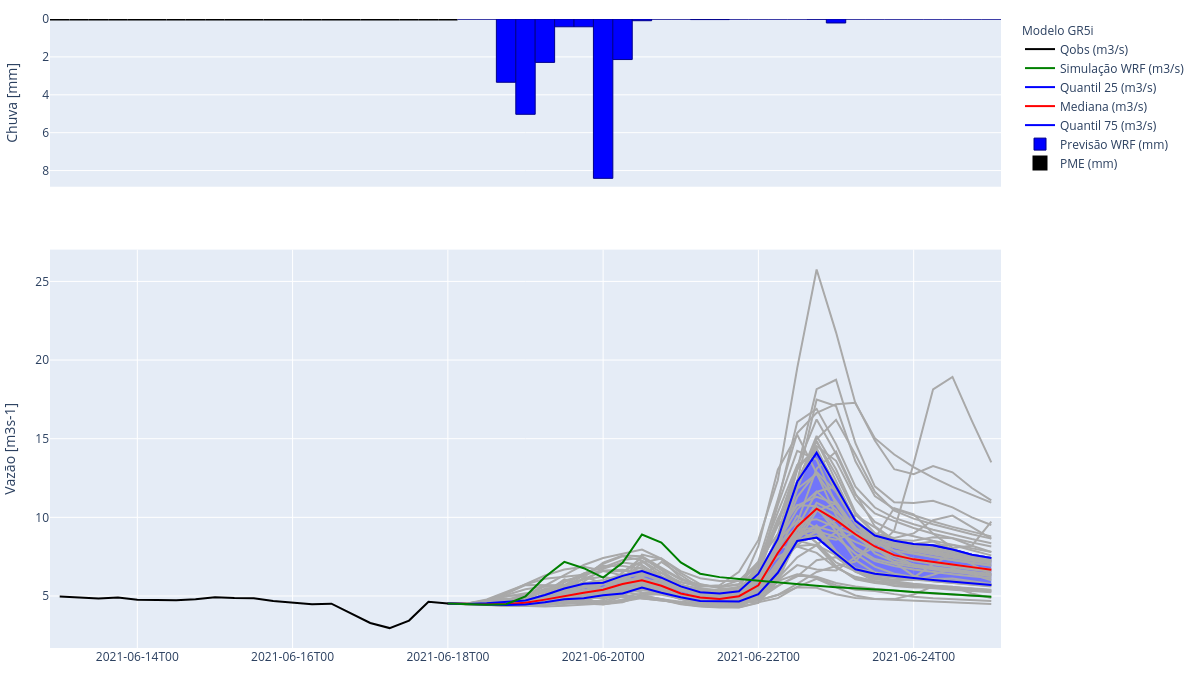 Chuva [mm]
0
2
4
6
8
Modelo GR5i
Qobs (m3/s)
Simulação WRF (m3/s)
Quantil 25 (m3/s)
Mediana (m3/s)
Quantil 75 (m3/s)
Previsão WRF (mm)
PME (mm)
Vazão [m3s-1]
25
20
15
10
5
2021-06-14T00
2021-06-16T00
2021-06-18T00
2021-06-20T00
2021-06-22T00
2021-06-24T00